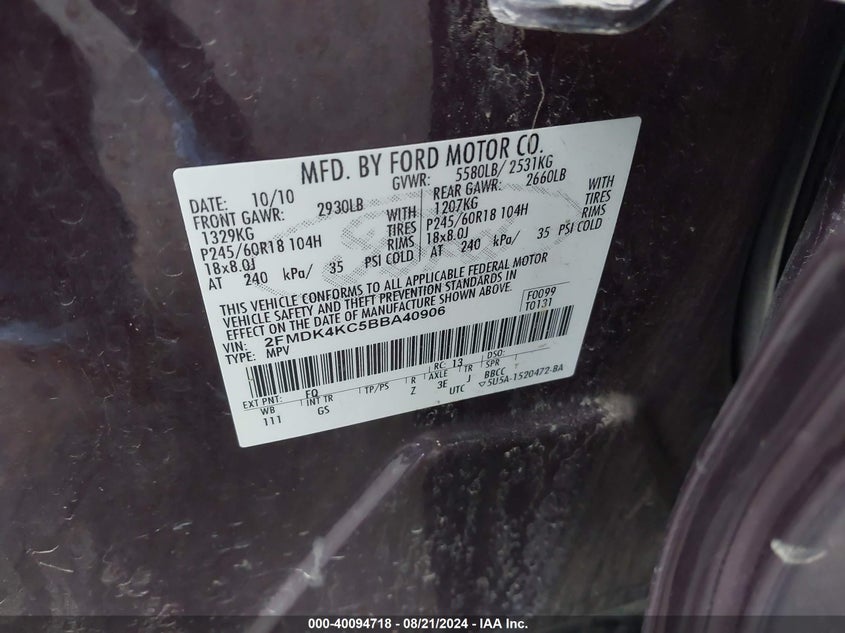 MFD. BY FORD MOTOR CO.
DATE: 10/10 GVWR: 5580LB/ 2531KG
FRONT GAWR: 2930LB REAR GAWR: 2660LB
1329KG WITH 1207KG WITH
P245/60R18 104H TIRES P245/60R18 104H TIRES
18x8.0J RIMS 18x8.0J RIMS
AT 240 kPa/ 35 PSI COLD AT 240 kPa/ 35 PSI COLD
THIS VEHICLE CONFORMS TO ALL APPLICABLE FEDERAL MOTOR
VEHICLE SAFETY AND THEFT PREVENTION STANDARDS IN
EFFECT ON THE DATE OF MANUFACTURE SHOWN ABOVE.
VIN: 2FMDK4KC5BBA40906
TYPE: MPV
F0099
T0131
EXT PNT: FQ RC: 13 DSO:
WB INT TR TP/PS R AXLE TR SPR
111 GS Z 3E J BBCC
UTC ▽5U5A-1520472-BA
000-40094718 - 08/21/2024 - IAA Inc.